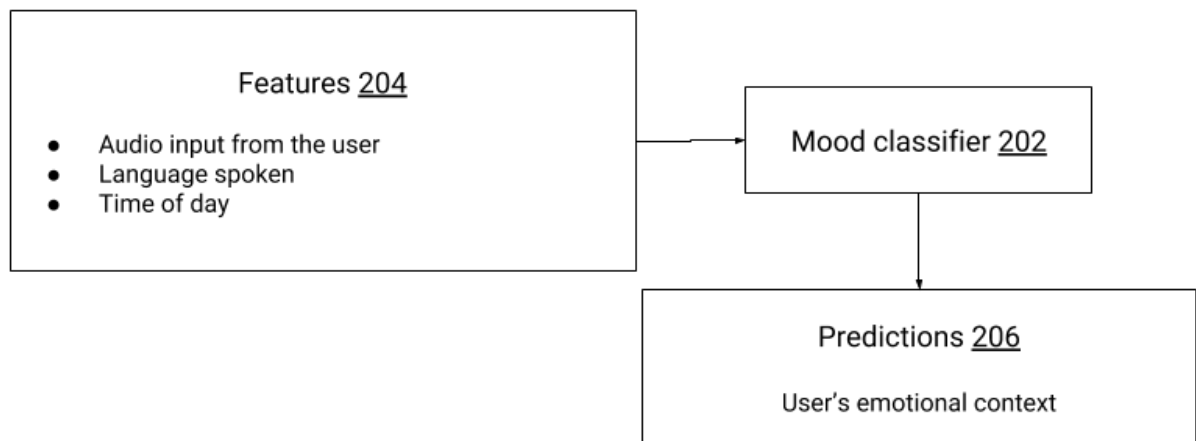 Features 204
● Audio input from the user
● Language spoken
● Time of day
Mood classifier 202
Predictions 206
User’s emotional context